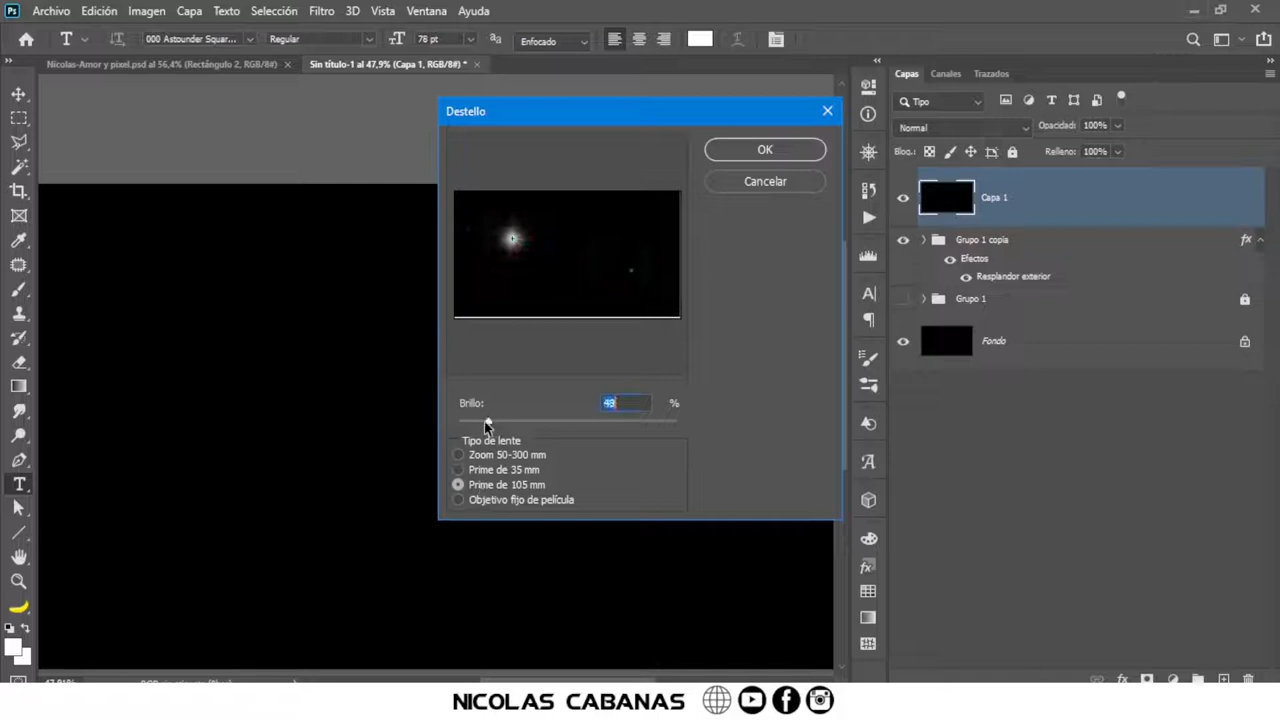 Ps Archivo Edición Imagen Capa Texto Selección Filtro 3D Vista Ventana Ayuda
T 000 Astounder Squar... Regular 78 pt aa Enfocado
Nicolas-Amor y pixel.psd al 56,4% (Rectángulo 2, RGB/8#) × Sin título-1 al 47,9% (Capa 1, RGB/8#) * ×
Capas Canales Trazados
Destello
Tipo
OK
Normal Opacidad: 100%
Cancelar
Bloq.: Relleno: 100%
Capa 1
Grupo 1 copia fx
Efectos
Resplandor exterior
Grupo 1
Fondo
Brillo: 49 %
Tipo de lente
Zoom 50-300 mm
Prime de 35 mm
Prime de 105 mm
Objetivo fijo de película
NICOLAS CABANAS